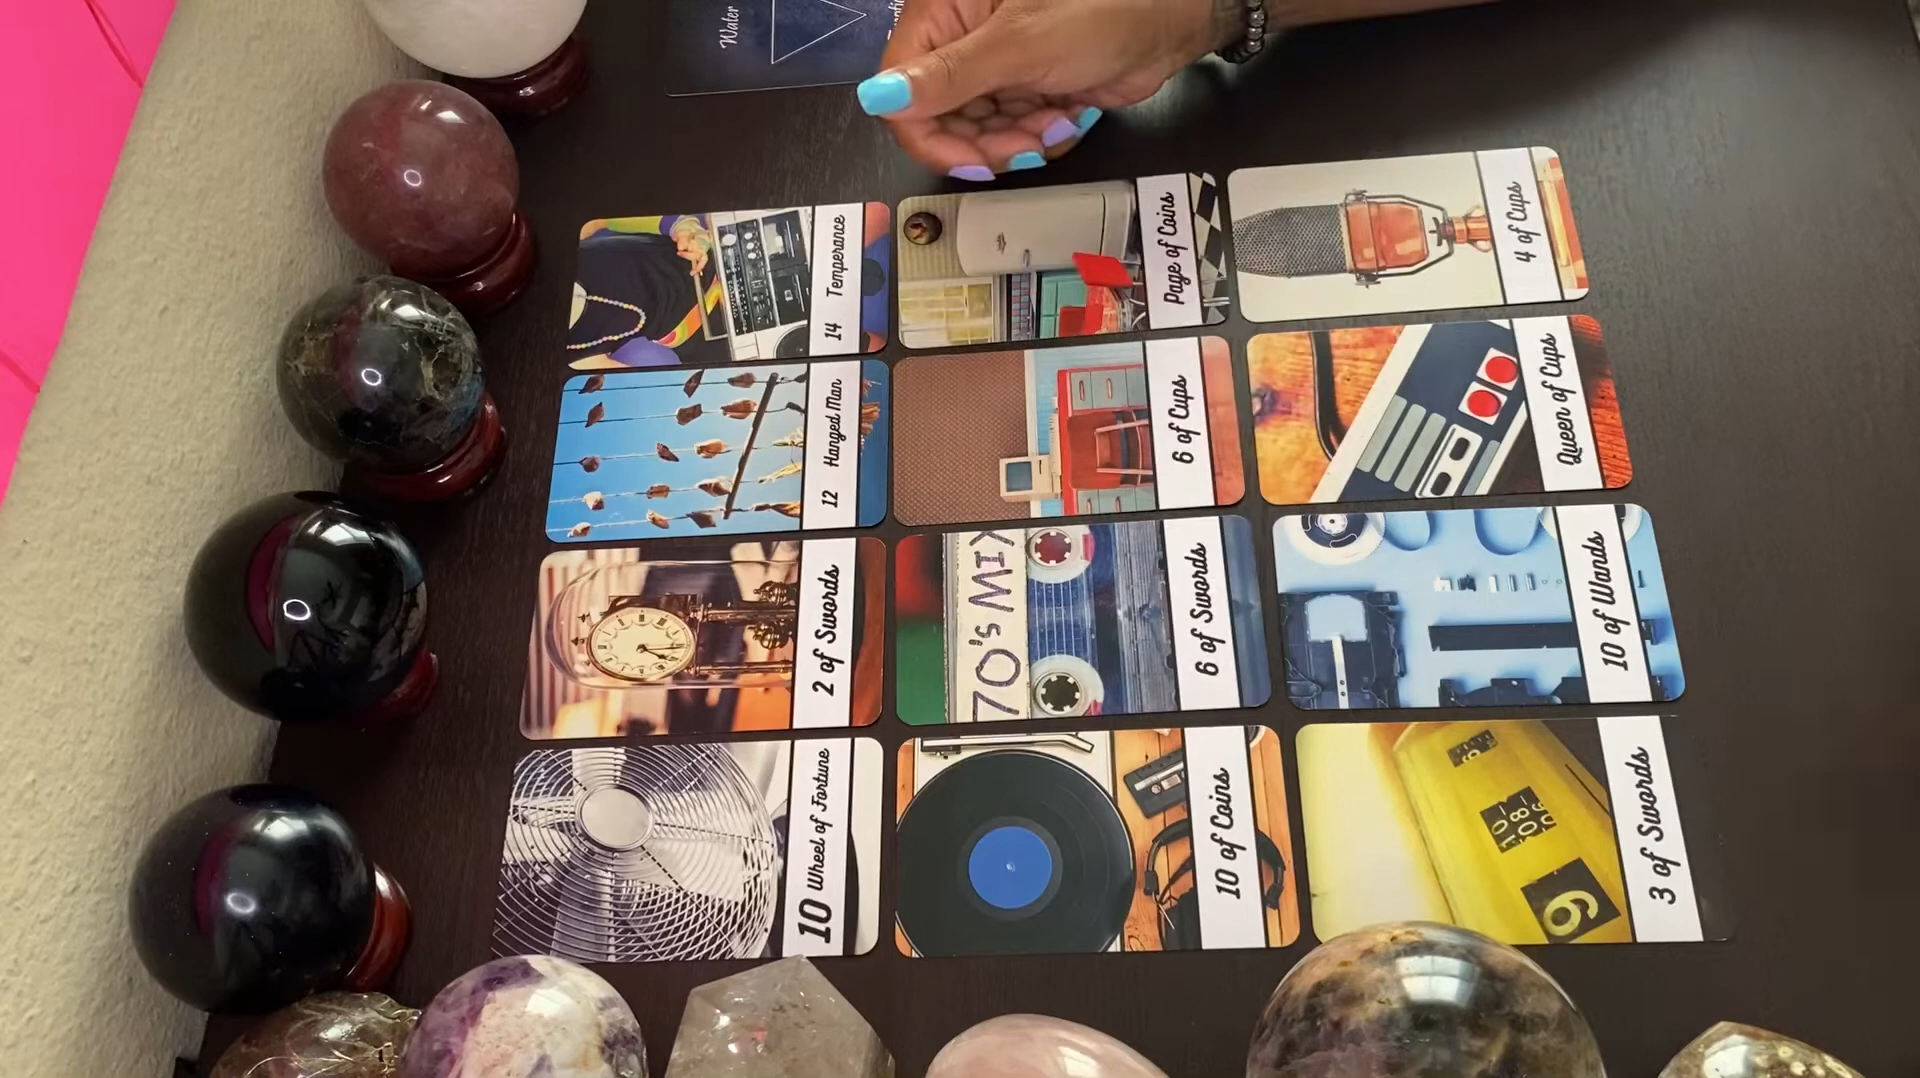 10 Wheel of Fortune
2 of Swords
12 Hanged Man
14 Temperance
Water
70's MIX
10 of Coins
6 of Swords
6 of Cups
Page of Coins
3 of Swords
10 of Wands
Queen of Cups
4 of Cups